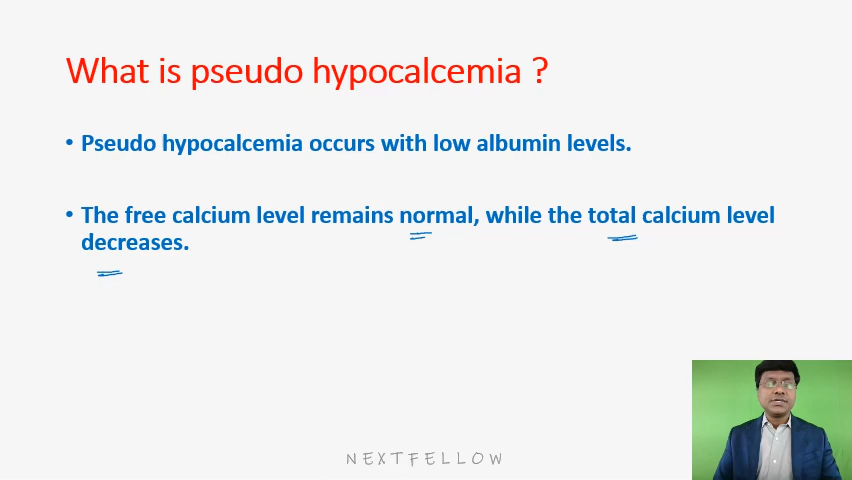 What is pseudo hypocalcemia ?
• Pseudo hypocalcemia occurs with low albumin levels.
• The free calcium level remains normal, while the total calcium level
decreases.
NEXTFELLOW